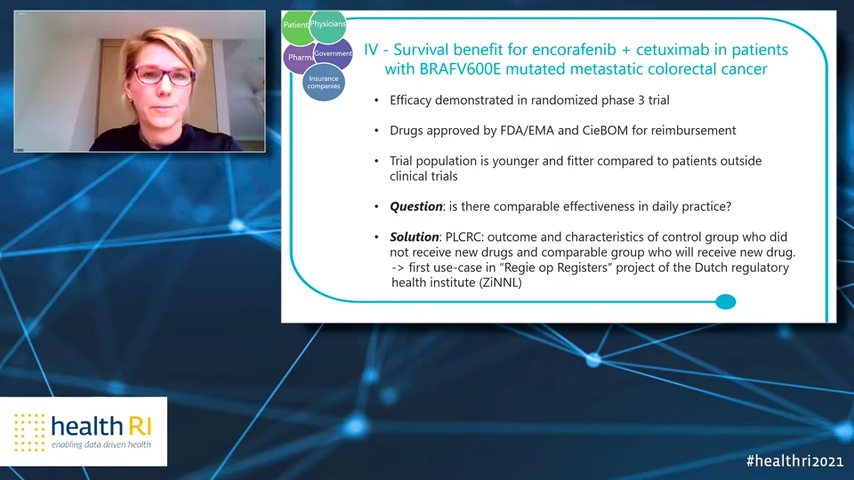 Patient
Physicians
Pharma
Government
Insurance
companies
IV - Survival benefit for encorafenib + cetuximab in patients
with BRAFV600E mutated metastatic colorectal cancer
• Efficacy demonstrated in randomized phase 3 trial
• Drugs approved by FDA/EMA and CieBOM for reimbursement
• Trial population is younger and fitter compared to patients outside
clinical trials
• Question: is there comparable effectiveness in daily practice?
• Solution: PLCRC: outcome and characteristics of control group who did
not receive new drugs and comparable group who will receive new drug.
-> first use-case in “Regie op Registers” project of the Dutch regulatory
health institute (ZiNNL)
health RI
enabling data driven health
#healthri2021